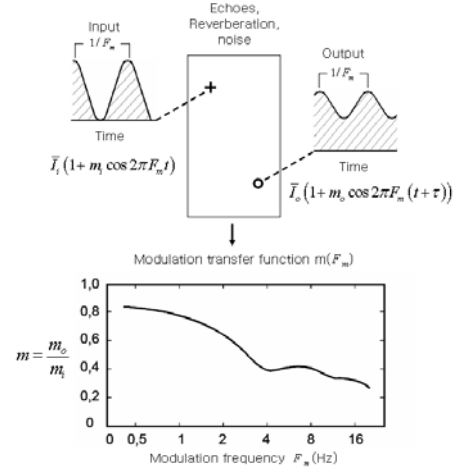 Input
1/F_m
Time
Ī_i (1+m_i cos2πF_m t)
Echoes,
Reverberation,
noise
Output
1/F_m
Time
Ī_o (1+m_o cos2πF_m (t+τ))
Modulation transfer function m(F_m)
1,0
0,8
0,6
0,4
0,2
0
m = m_o/m_i
0 0,5 1 2 4 8 16
Modulation frequency F_m (Hz)